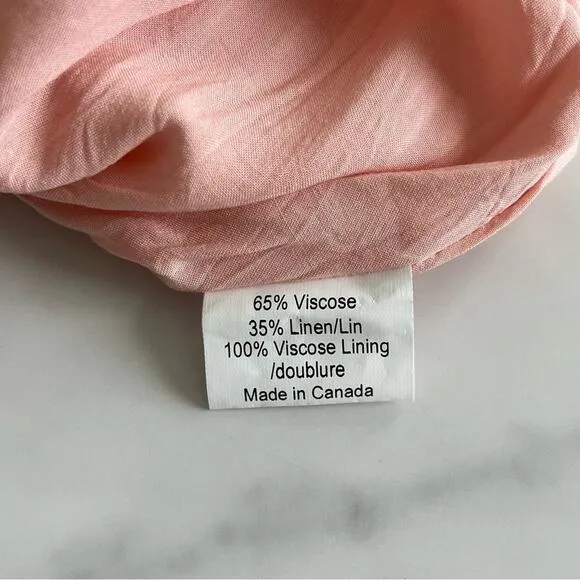 65% Viscose
35% Linen/Lin
100% Viscose Lining
/doublure
Made in Canada